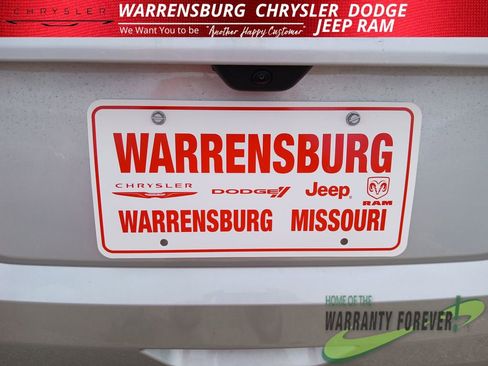 CHRYSLER
WARRENSBURG CHRYSLER DODGE
JEEP RAM
We Want You to be "Another Happy Customer"
WARRENSBURG
CHRYSLER DODGE Jeep RAM
WARRENSBURG MISSOURI
HOME OF THE
WARRANTY FOREVER!